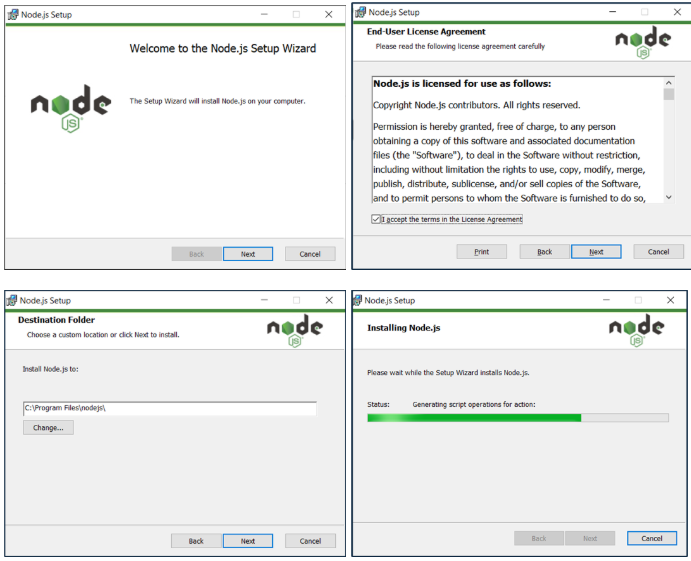 Node.js Setup
Welcome to the Node.js Setup Wizard
node
JS
The Setup Wizard will install Node.js on your computer.
Back Next Cancel
Node.js Setup
End-User License Agreement
Please read the following license agreement carefully
node
JS
Node.js is licensed for use as follows:
Copyright Node.js contributors. All rights reserved.
Permission is hereby granted, free of charge, to any person
obtaining a copy of this software and associated documentation
files (the "Software"), to deal in the Software without restriction,
including without limitation the rights to use, copy, modify, merge,
publish, distribute, sublicense, and/or sell copies of the Software,
and to permit persons to whom the Software is furnished to do so,
I accept the terms in the License Agreement
Print Back Next Cancel
Node.js Setup
Destination Folder
Choose a custom location or click Next to install.
node
JS
Install Node.js to:
C:\Program Files\nodejs\
Change...
Back Next Cancel
Node.js Setup
Installing Node.js
node
JS
Please wait while the Setup Wizard installs Node.js.
Status: Generating script operations for action:
Back Next Cancel